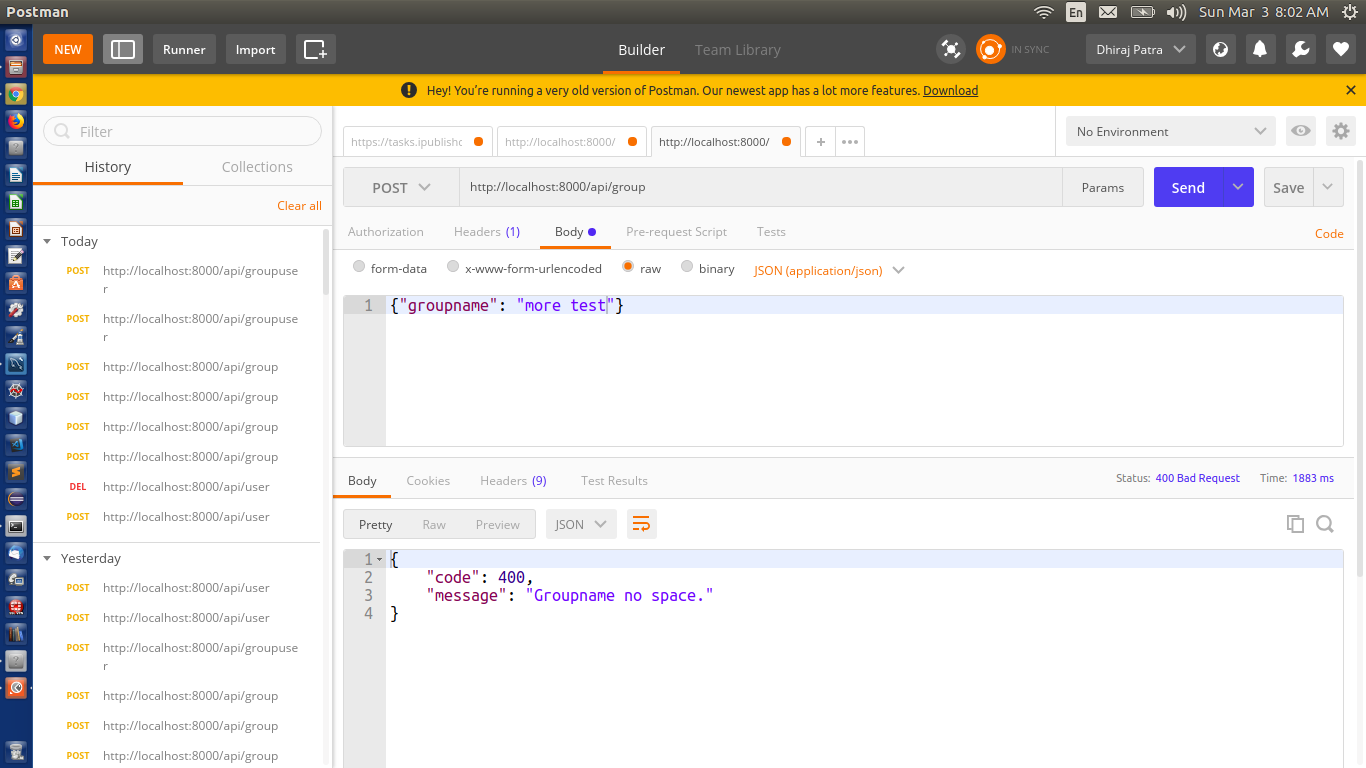 Postman
En
Sun Mar 3 8:02 AM
NEW
Runner
Import
Builder
Team Library
IN SYNC
Dhiraj Patra
Hey! You're running a very old version of Postman. Our newest app has a lot more features. Download
Filter
History
Collections
Clear all
Today
POST http://localhost:8000/api/groupuse
r
POST http://localhost:8000/api/groupuse
r
POST http://localhost:8000/api/group
POST http://localhost:8000/api/group
POST http://localhost:8000/api/group
POST http://localhost:8000/api/group
DEL http://localhost:8000/api/user
POST http://localhost:8000/api/user
Yesterday
POST http://localhost:8000/api/user
POST http://localhost:8000/api/user
POST http://localhost:8000/api/groupuse
r
POST http://localhost:8000/api/group
POST http://localhost:8000/api/group
POST http://localhost:8000/api/group
https://tasks.ipublishc
http://localhost:8000/
http://localhost:8000/
No Environment
POST
http://localhost:8000/api/group
Params
Send
Save
Authorization
Headers (1)
Body
Pre-request Script
Tests
Code
form-data
x-www-form-urlencoded
raw
binary
JSON (application/json)
1 {"groupname": "more test"}
Body
Cookies
Headers (9)
Test Results
Status: 400 Bad Request
Time: 1883 ms
Pretty
Raw
Preview
JSON
1 {
2 "code": 400,
3 "message": "Groupname no space."
4 }